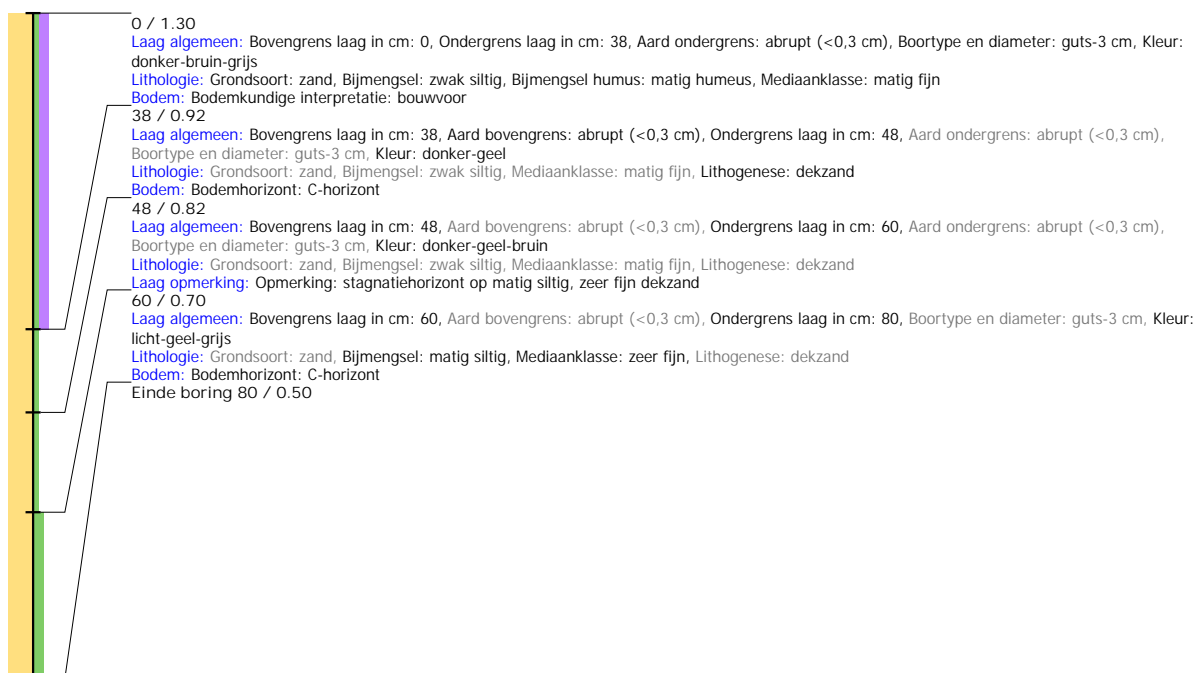 0 / 1.30
Laag algemeen: Bovengrens laag in cm: 0, Ondergrens laag in cm: 38, Aard ondergrens: abrupt (<0,3 cm), Boortype en diameter: guts-3 cm, Kleur:
donker-bruin-grijs
Lithologie: Grondsoort: zand, Bijmengsel: zwak siltig, Bijmengsel humus: matig humeus, Mediaanklasse: matig fijn
Bodem: Bodemkundige interpretatie: bouwvoor
38 / 0.92
Laag algemeen: Bovengrens laag in cm: 38, Aard bovengrens: abrupt (<0,3 cm), Ondergrens laag in cm: 48, Aard ondergrens: abrupt (<0,3 cm),
Boortype en diameter: guts-3 cm, Kleur: donker-geel
Lithologie: Grondsoort: zand, Bijmengsel: zwak siltig, Mediaanklasse: matig fijn, Lithogenese: dekzand
Bodem: Bodemhorizont: C-horizont
48 / 0.82
Laag algemeen: Bovengrens laag in cm: 48, Aard bovengrens: abrupt (<0,3 cm), Ondergrens laag in cm: 60, Aard ondergrens: abrupt (<0,3 cm),
Boortype en diameter: guts-3 cm, Kleur: donker-geel-bruin
Lithologie: Grondsoort: zand, Bijmengsel: zwak siltig, Mediaanklasse: matig fijn, Lithogenese: dekzand
Laag opmerking: Opmerking: stagnatiehorizont op matig siltig, zeer fijn dekzand
60 / 0.70
Laag algemeen: Bovengrens laag in cm: 60, Aard bovengrens: abrupt (<0,3 cm), Ondergrens laag in cm: 80, Boortype en diameter: guts-3 cm, Kleur:
licht-geel-grijs
Lithologie: Grondsoort: zand, Bijmengsel: matig siltig, Mediaanklasse: zeer fijn, Lithogenese: dekzand
Bodem: Bodemhorizont: C-horizont
Einde boring 80 / 0.50